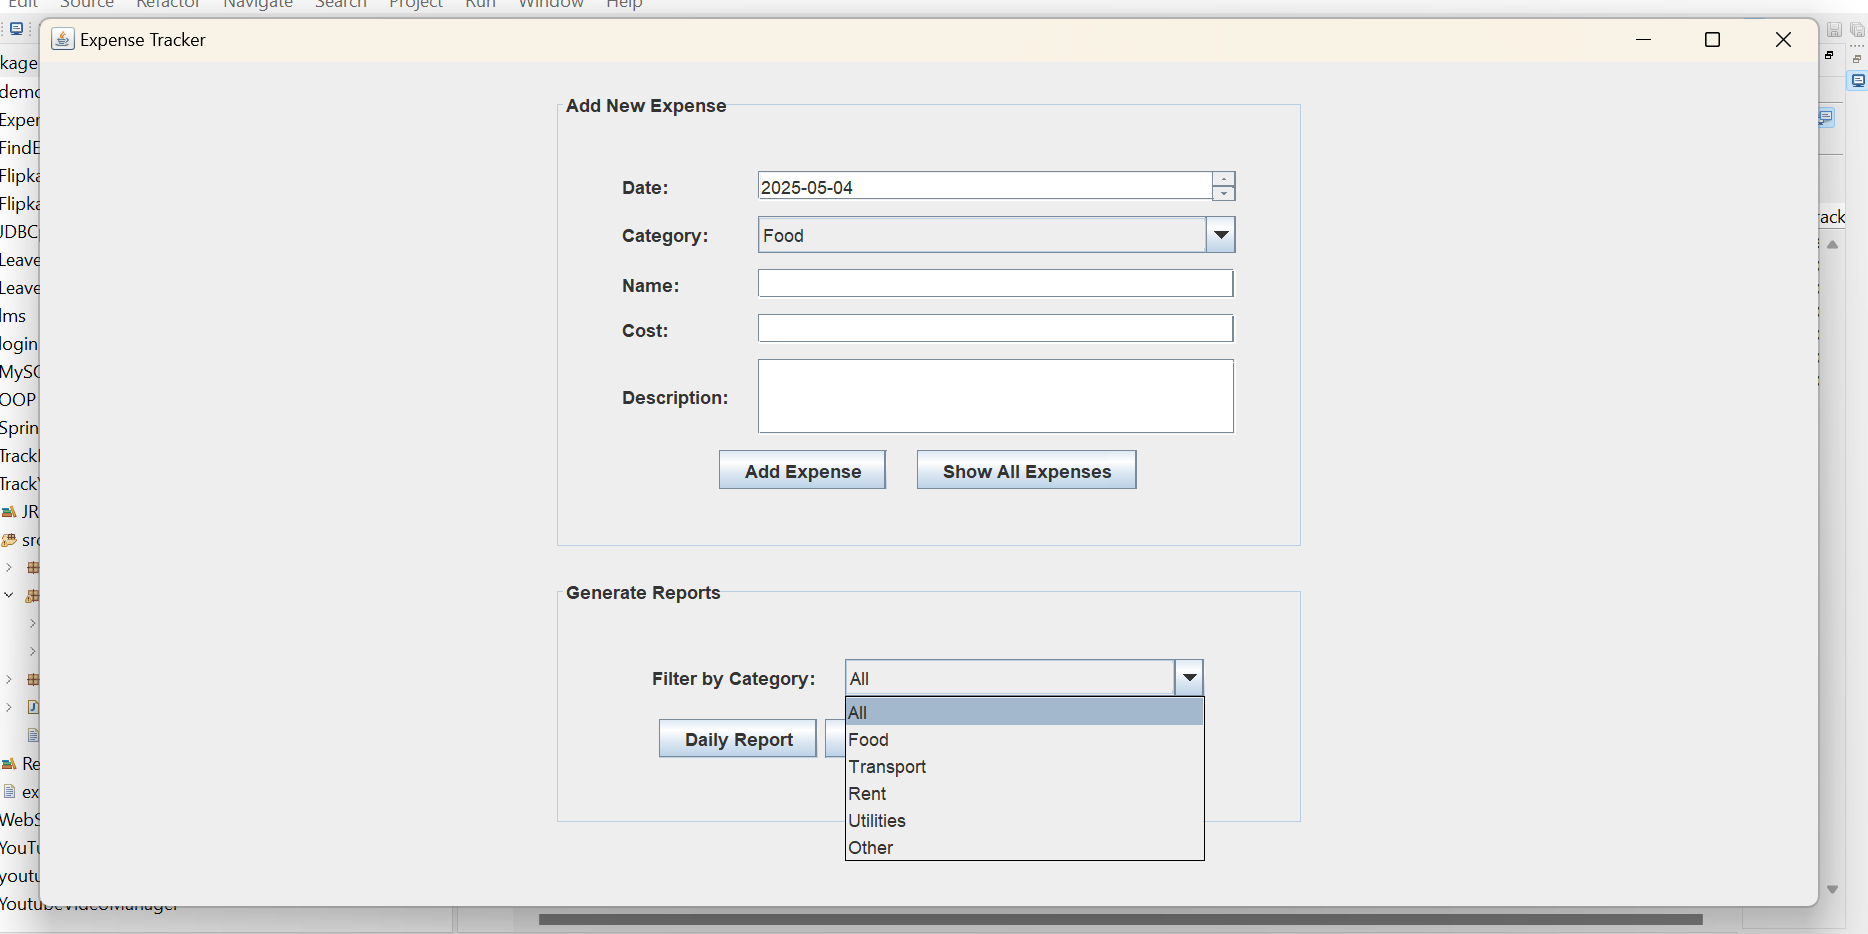 Edit Source Refactor Navigate Search Project Run Window Help
Expense Tracker
Add New Expense
Date: 2025-05-04
Category: Food
Name:
Cost:
Description:
Add Expense Show All Expenses
Generate Reports
Filter by Category: All
All
Daily Report
Food
Transport
Rent
Utilities
Other
kage
demo
Exper
FindE
Flipka
Flipka
JDBC
Leave
Leave
lms
login
MySC
OOP
Sprin
Track
Track
JR
src
Re
ex
WebS
YouTu
youtu
YoutubeVideoManager
rack